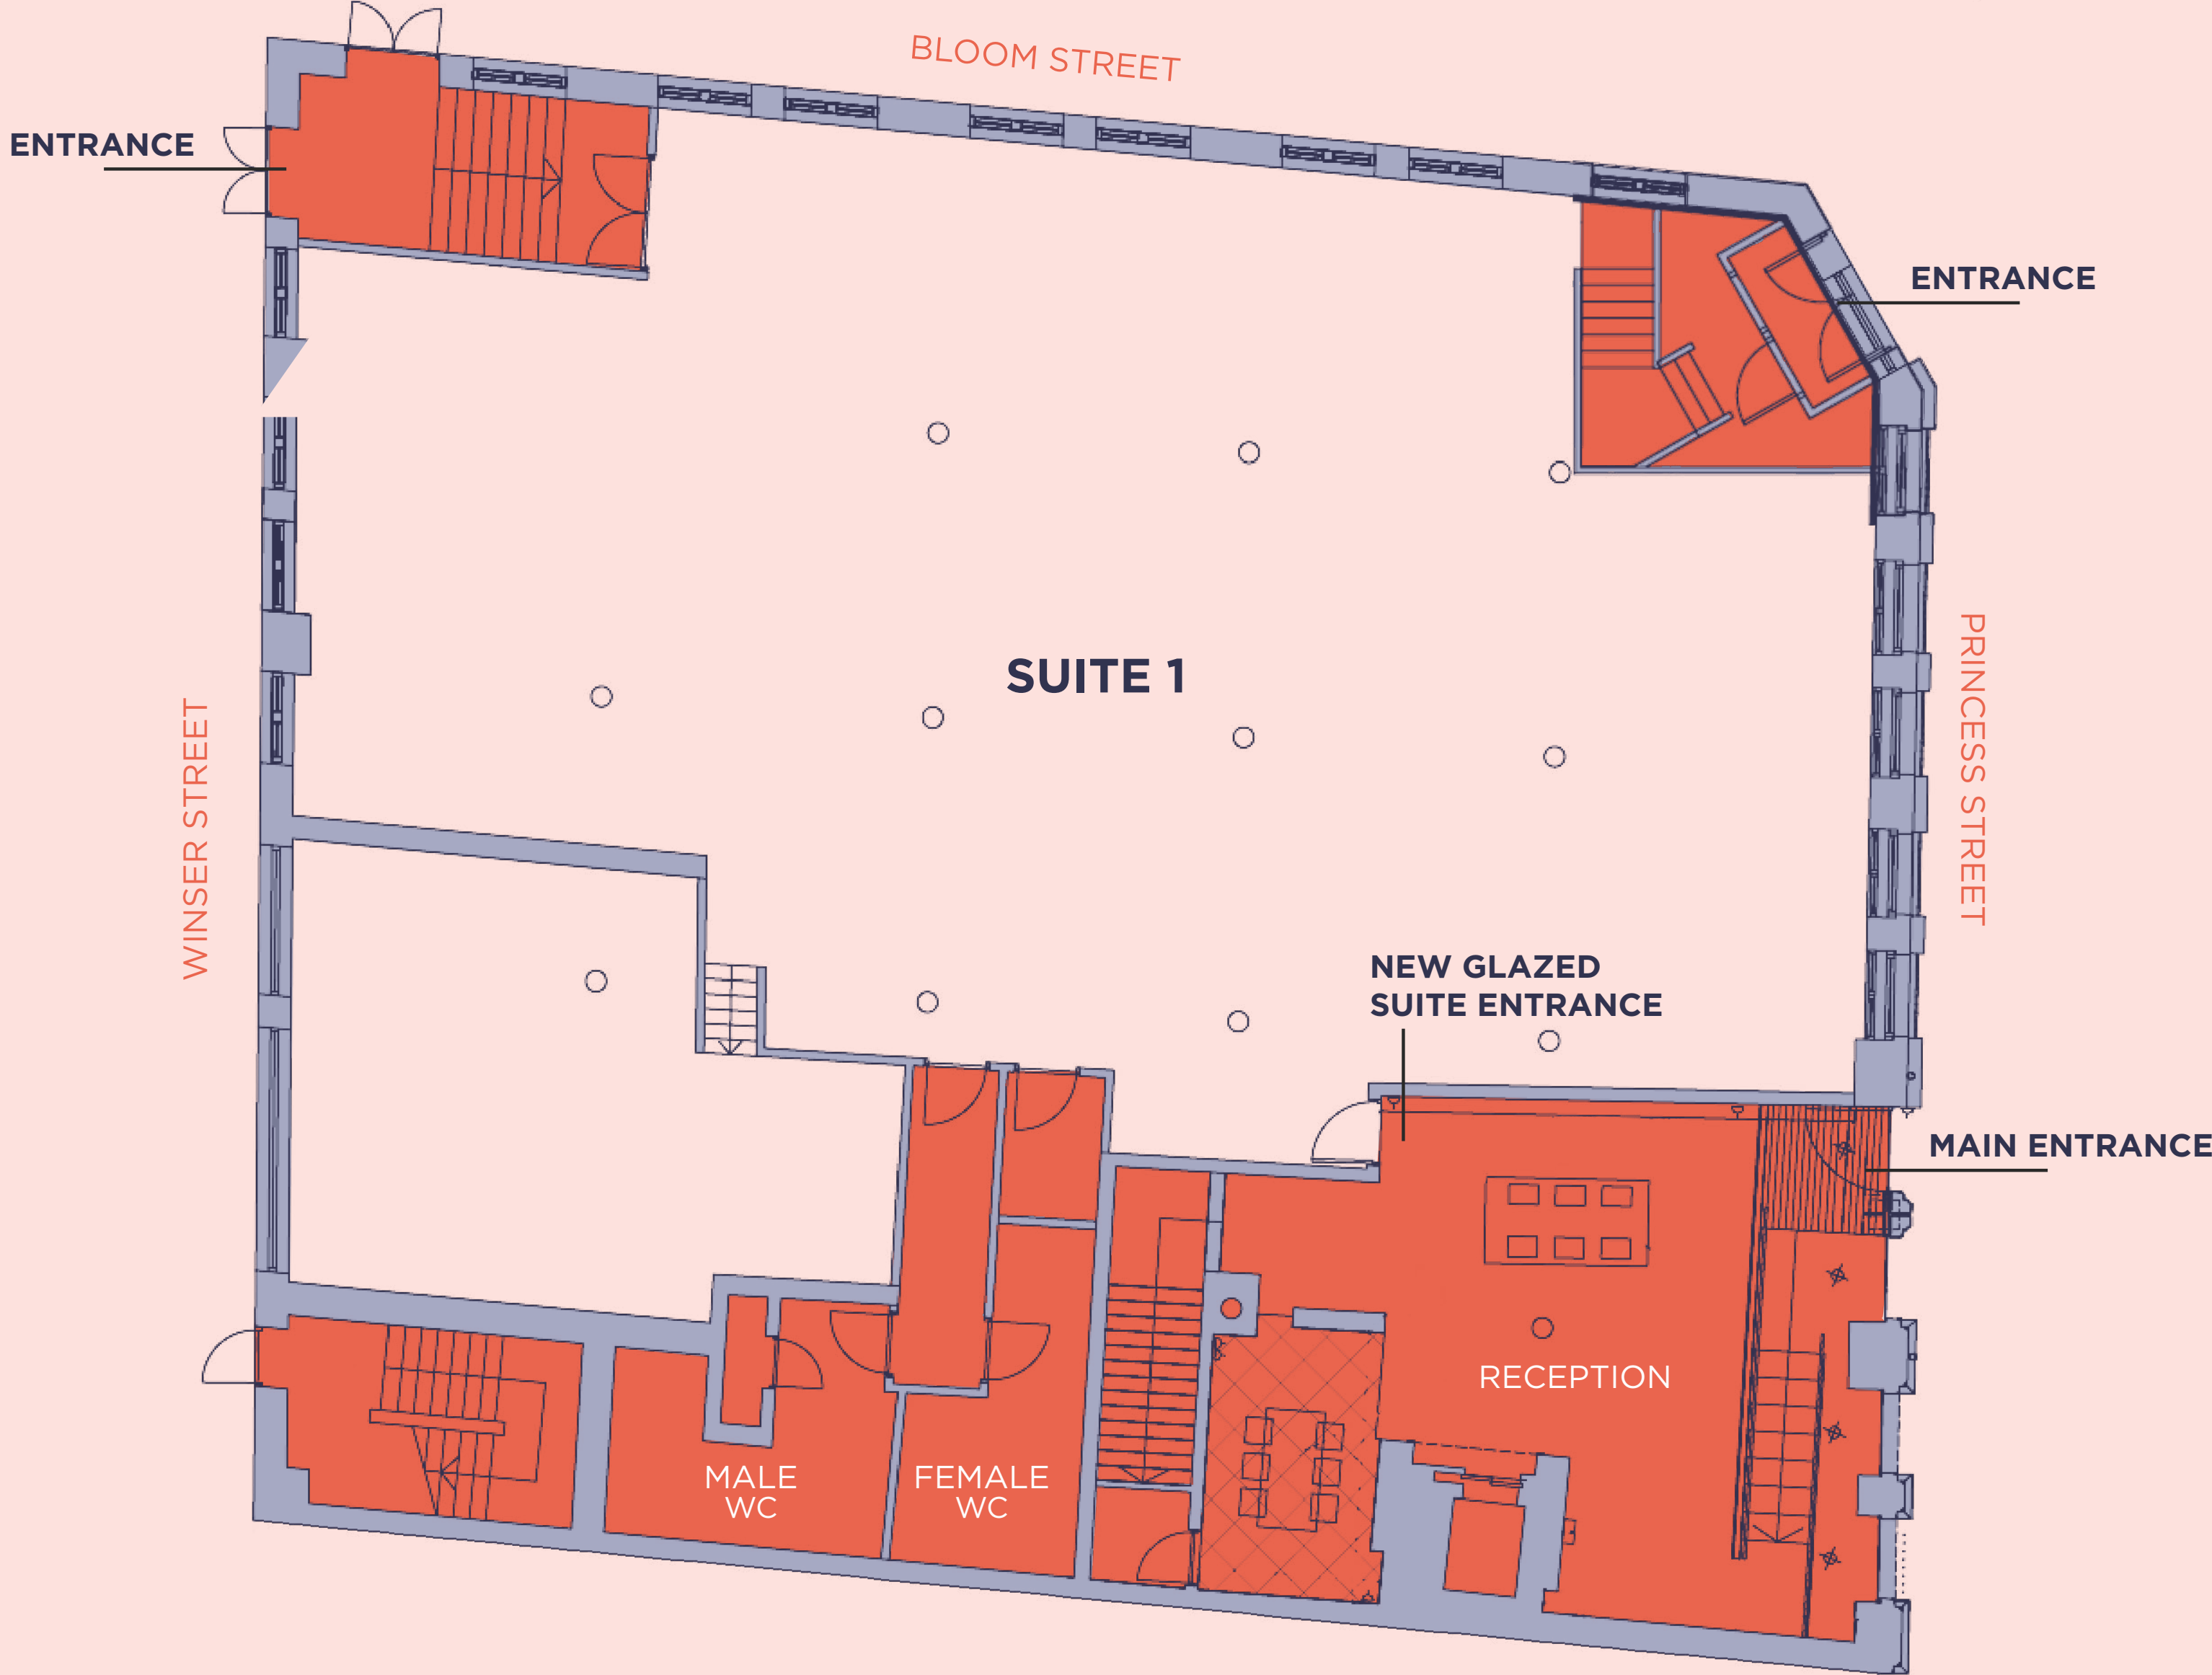 BLOOM STREET
ENTRANCE
ENTRANCE
SUITE 1
PRINCESS STREET
WINSER STREET
NEW GLAZED
SUITE ENTRANCE
MAIN ENTRANCE
RECEPTION
MALE
WC
FEMALE
WC